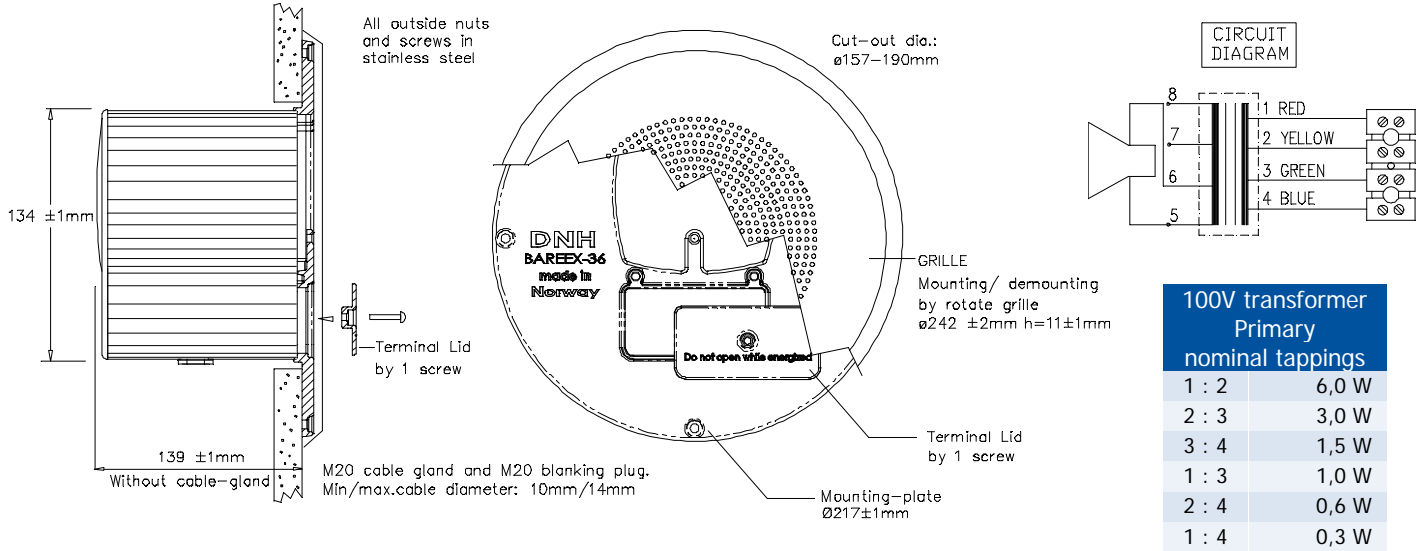 All outside nuts
and screws in
stainless steel
134 ±1mm
Terminal Lid
by 1 screw
139 ±1mm
Without cable-gland
M20 cable gland and M20 blanking plug.
Min/max.cable diameter: 10mm/14mm
Cut-out dia.:
ø157-190mm
DNH
BAREEX-36
made in
Norway
Do not open while energized
GRILLE
Mounting/ demounting
by rotate grille
ø242 ±2mm h=11±1mm
Terminal Lid
by 1 screw
Mounting-plate
Ø217±1mm
CIRCUIT
DIAGRAM
8
7
6
5
1 RED
2 YELLOW
3 GREEN
4 BLUE
100V transformer
Primary
nominal tappings
1 : 2 6,0 W
2 : 3 3,0 W
3 : 4 1,5 W
1 : 3 1,0 W
2 : 4 0,6 W
1 : 4 0,3 W